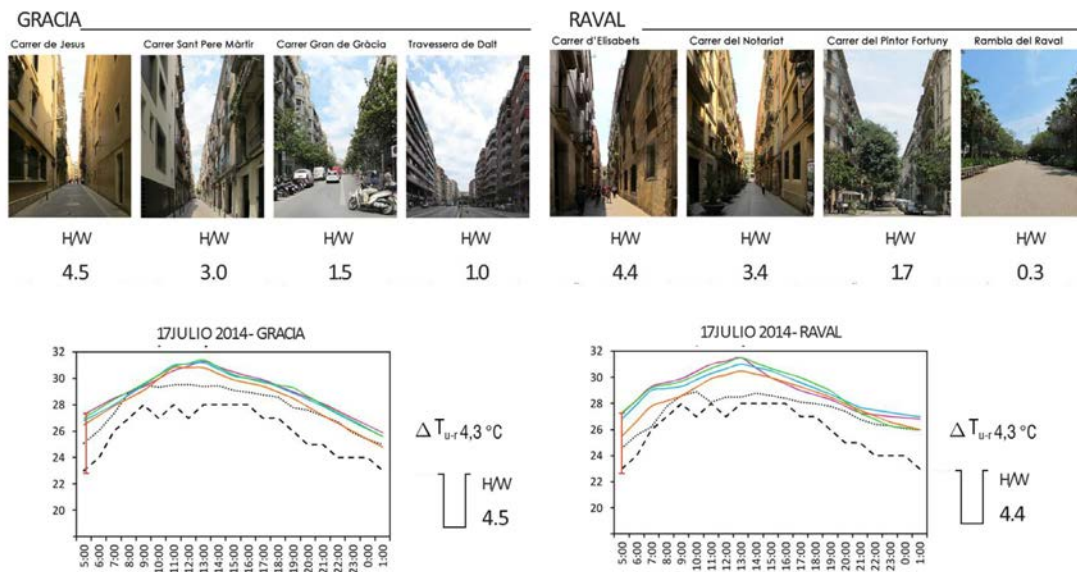 GRACIA
Carrer de Jesus Carrer Sant Pere Màrtir Carrer Gran de Gràcia Travessera de Dalt
H/W H/W H/W H/W
4.5 3.0 1.5 1.0
RAVAL
Carrer d'Elisabets Carrer del Notariat Carrer del Pintor Fortuny Rambla del Raval
H/W H/W H/W H/W
4.4 3.4 1.7 0.3
17JULIO 2014- GRACIA
32
30
28
26
24
22
20
5:00 6:00 7:00 8:00 9:00 10:00 11:00 12:00 13:00 14:00 15:00 16:00 17:00 18:00 19:00 20:00 21:00 22:00 23:00 0:00 1:00
Δ Tu-r 4,3 °C
H/W
4.5
17JULIO 2014- RAVAL
32
30
28
26
24
22
20
5:00 6:00 7:00 8:00 9:00 10:00 11:00 12:00 13:00 14:00 15:00 16:00 17:00 18:00 19:00 20:00 21:00 22:00 23:00 0:00 1:00
Δ Tu-r 4,3 °C
H/W
4.4